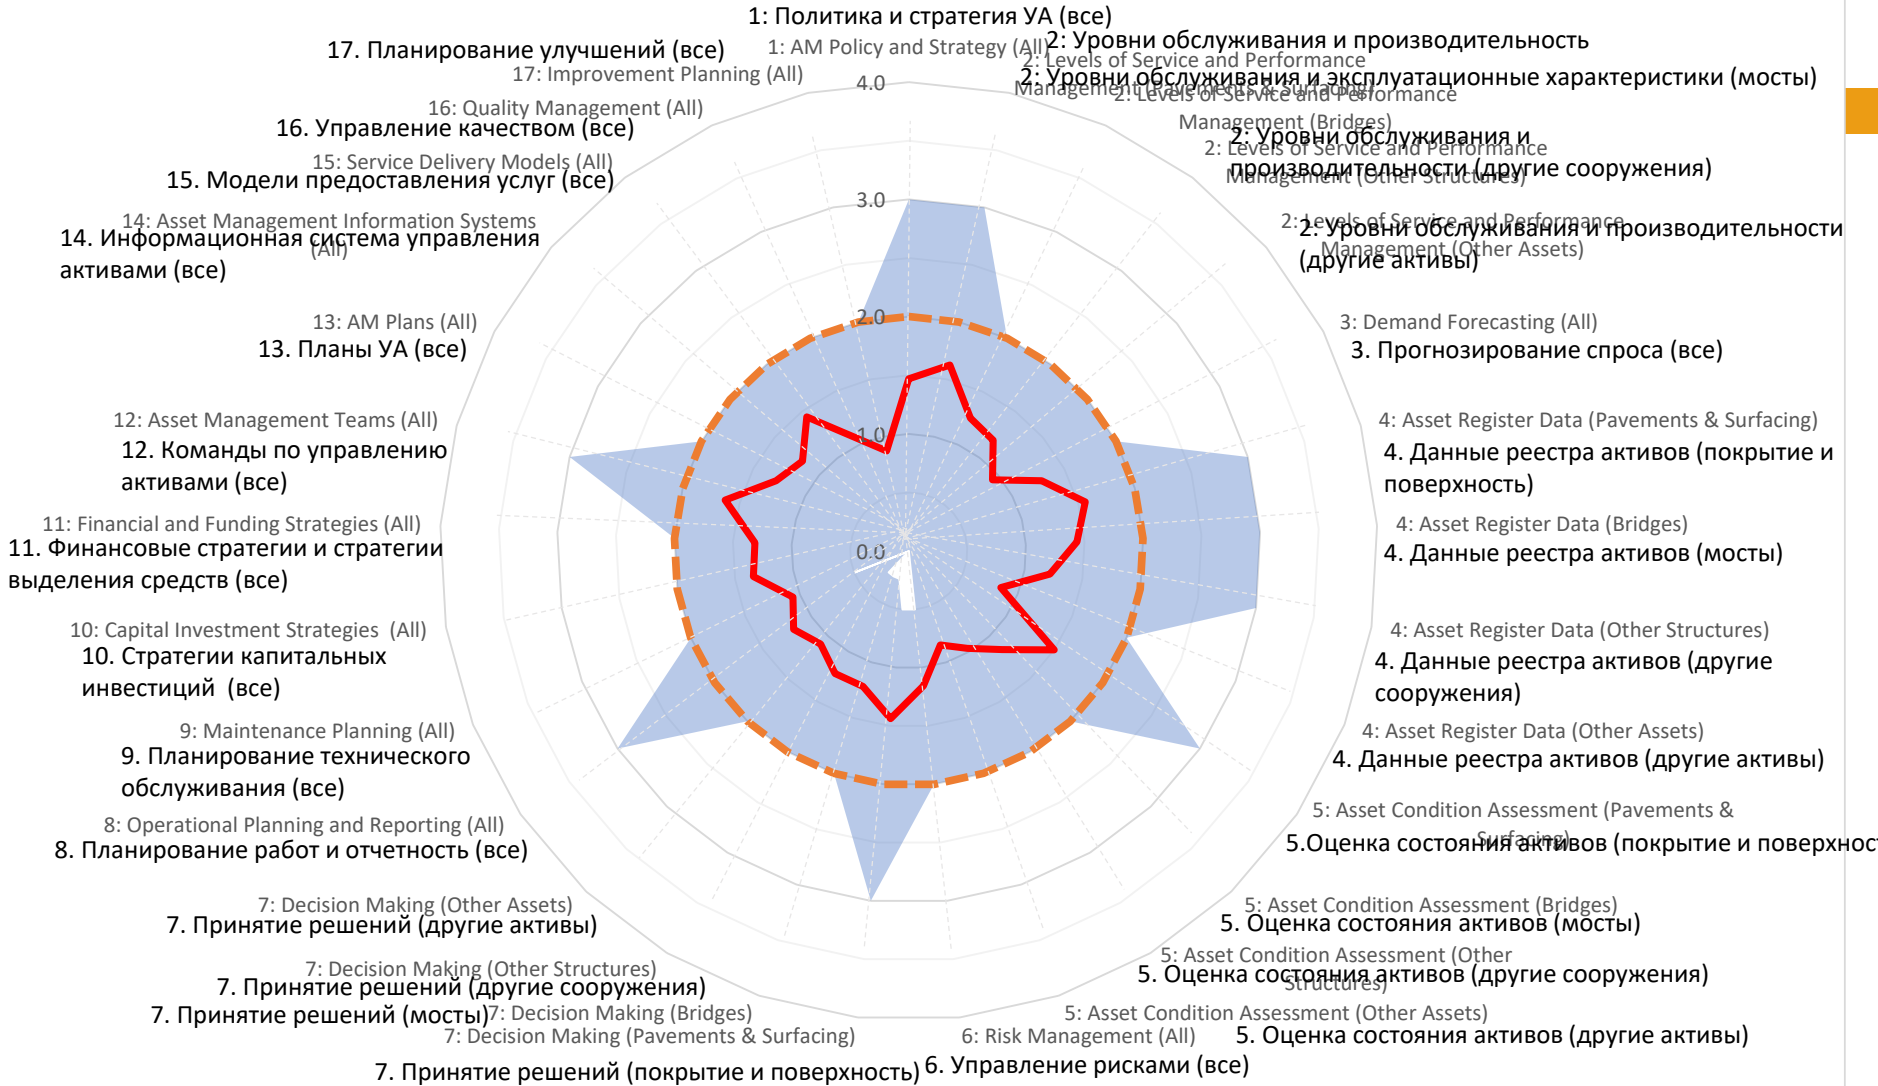 1: Политика и стратегия УА (все)
1: AM Policy and Strategy (All)
2: Уровни обслуживания и производительность
2: Levels of Service and Performance
Management (Pavements & Surfacing)
2: Уровни обслуживания и эксплуатационные характеристики (мосты)
2: Levels of Service and Performance
Management (Bridges)
2: Уровни обслуживания и
производительности (другие сооружения)
2: Levels of Service and Performance
Management (Other Structures)
2: Levels of Service and Performance
Management (Other Assets)
2: Уровни обслуживания и производительности
(другие активы)
3: Demand Forecasting (All)
3. Прогнозирование спроса (все)
4: Asset Register Data (Pavements & Surfacing)
4. Данные реестра активов (покрытие и
поверхность)
4: Asset Register Data (Bridges)
4. Данные реестра активов (мосты)
4: Asset Register Data (Other Structures)
4. Данные реестра активов (другие
сооружения)
4: Asset Register Data (Other Assets)
4. Данные реестра активов (другие активы)
5: Asset Condition Assessment (Pavements &
Surfacing)
5.Оценка состояния активов (покрытие и поверхнос
5: Asset Condition Assessment (Bridges)
5. Оценка состояния активов (мосты)
5: Asset Condition Assessment (Other
Structures)
5. Оценка состояния активов (другие сооружения)
5: Asset Condition Assessment (Other Assets)
5. Оценка состояния активов (другие активы)
6: Risk Management (All)
6. Управление рисками (все)
7: Decision Making (Pavements & Surfacing)
7. Принятие решений (покрытие и поверхность)
7: Decision Making (Bridges)
7. Принятие решений (мосты)
7: Decision Making (Other Structures)
7. Принятие решений (другие сооружения)
7: Decision Making (Other Assets)
7. Принятие решений (другие активы)
8: Operational Planning and Reporting (All)
8. Планирование работ и отчетность (все)
9: Maintenance Planning (All)
9. Планирование технического
обслуживания (все)
10: Capital Investment Strategies (All)
10. Стратегии капитальных
инвестиций (все)
11: Financial and Funding Strategies (All)
11. Финансовые стратегии и стратегии
выделения средств (все)
12: Asset Management Teams (All)
12. Команды по управлению
активами (все)
13: AM Plans (All)
13. Планы УА (все)
14: Asset Management Information Systems
(All)
14. Информационная система управления
активами (все)
15: Service Delivery Models (All)
15. Модели предоставления услуг (все)
16: Quality Management (All)
16. Управление качеством (все)
17. Планирование улучшений (все)
17: Improvement Planning (All)
4.0
3.0
2.0
1.0
0.0